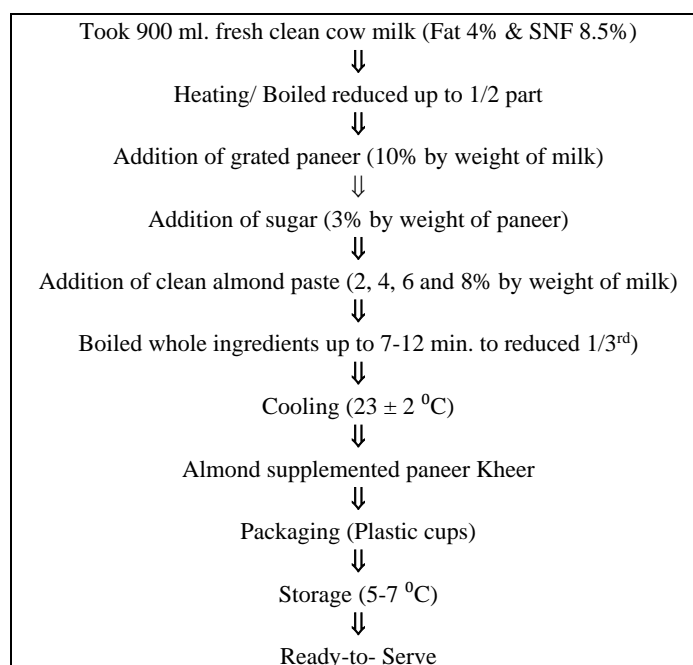 Took 900 ml. fresh clean cow milk (Fat 4% & SNF 8.5%)
⇓
Heating/ Boiled reduced up to 1/2 part
⇓
Addition of grated paneer (10% by weight of milk)
⇓
Addition of sugar (3% by weight of paneer)
⇓
Addition of clean almond paste (2, 4, 6 and 8% by weight of milk)
⇓
Boiled whole ingredients up to 7-12 min. to reduced 1/3rd)
⇓
Cooling (23 ± 2 ⁰C)
⇓
Almond supplemented paneer Kheer
⇓
Packaging (Plastic cups)
⇓
Storage (5-7 ⁰C)
⇓
Ready-to- Serve